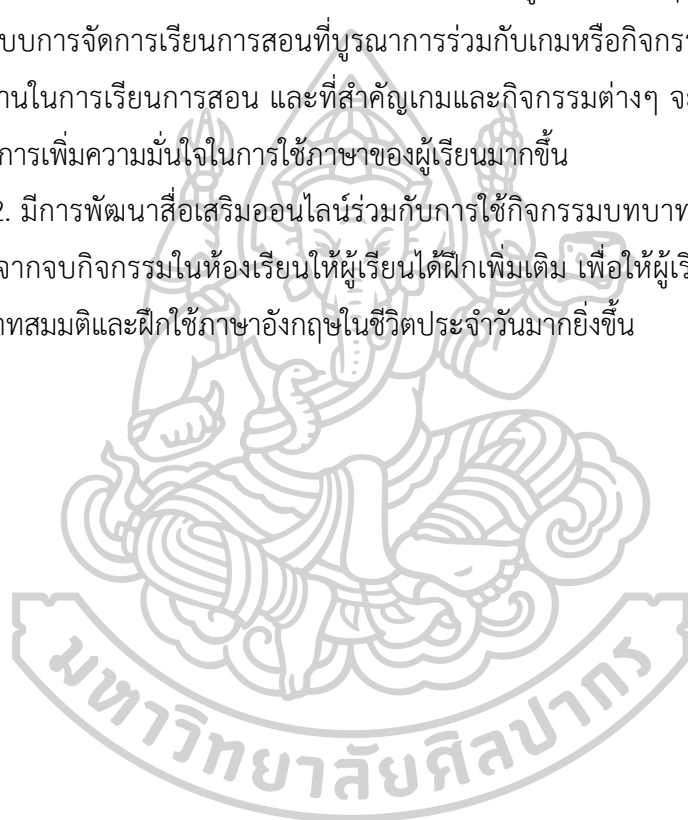 บบการจัดการเรียนการสอนที่บูรณาการร่วมกับเกมหรือกิจกร
านในการเรียนการสอน และที่สำคัญเกมและกิจกรรมต่างๆ จะ
การเพิ่มความมั่นใจในการใช้ภาษาของผู้เรียนมากขึ้น
2. มีการพัฒนาสื่อเสริมออนไลน์ร่วมกับการใช้กิจกรรมบทบาท
จากจบกิจกรรมในห้องเรียนให้ผู้เรียนได้ฝึกเพิ่มเติม เพื่อให้ผู้เรี
าทสมมติและฝึกใช้ภาษาอังกฤษในชีวิตประจำวันมากยิ่งขึ้น
มหาวิทยาลัยศิลปากร